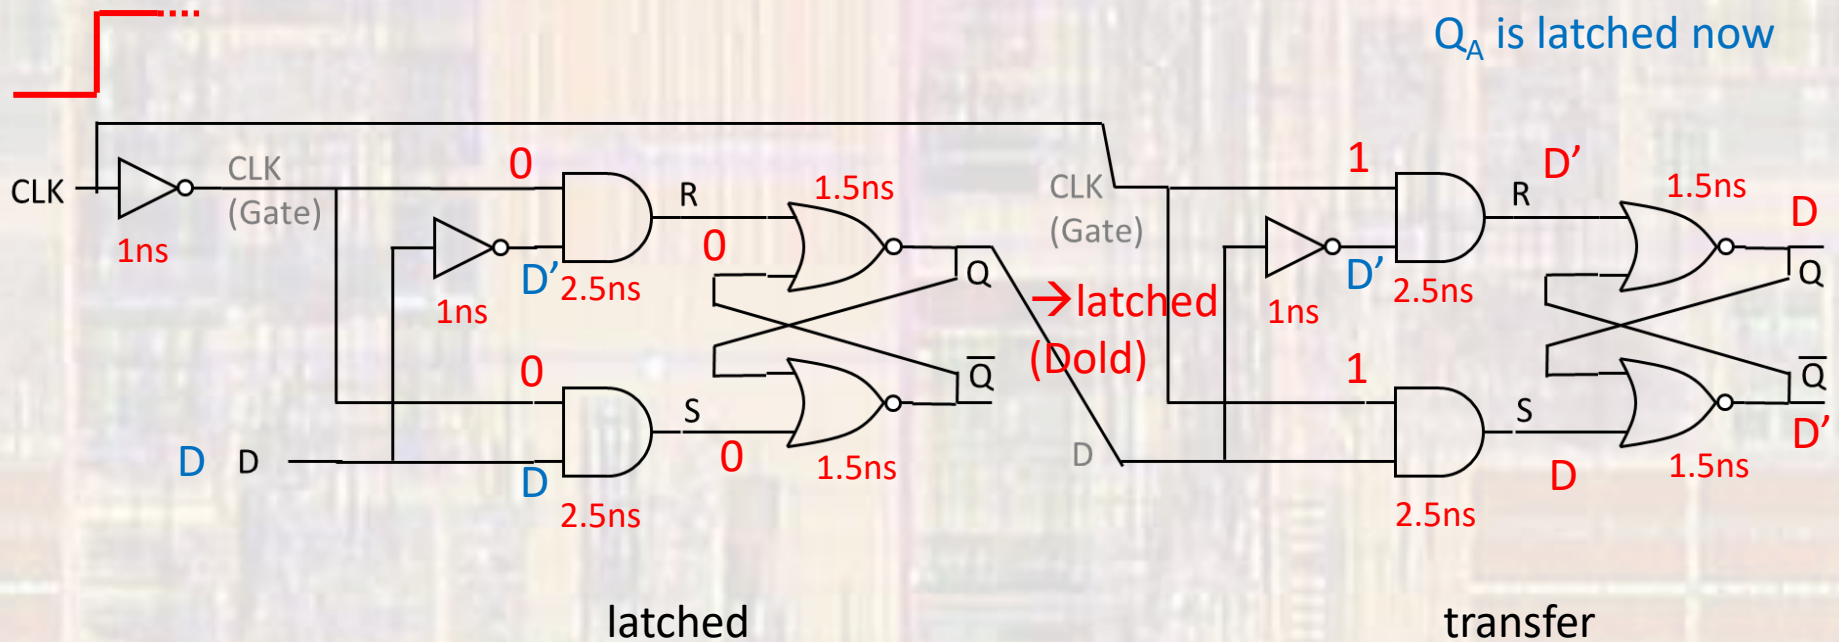 Q_A is latched now
CLK
1ns
CLK
(Gate)
0
D'
1ns
2.5ns
R
0
1.5ns
Q
→latched
(Dold)
0
D D
D
2.5ns
S
0
1.5ns
Q̅
CLK
(Gate)
D
1
D'
1ns
2.5ns
R
D'
1.5ns
D
Q
1
2.5ns
S
D
1.5ns
Q̅
D'
latched
transfer